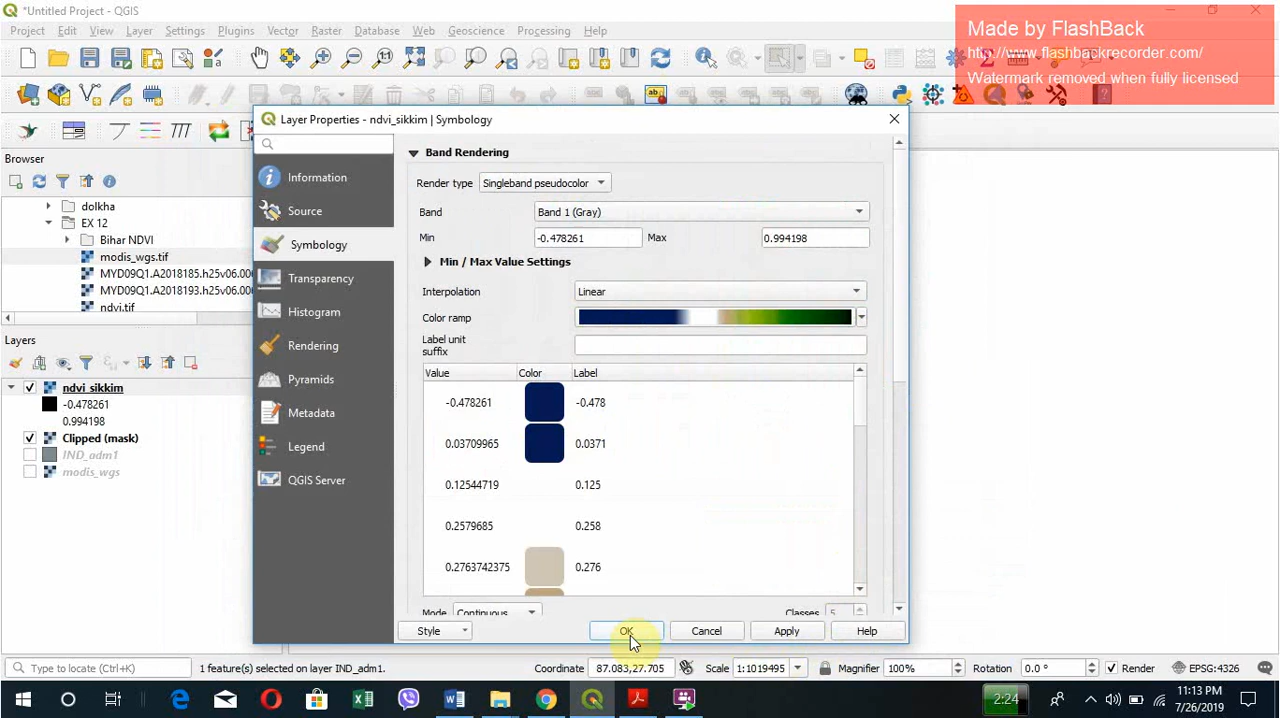 *Untitled Project - QGIS
Project Edit View Layer Settings Plugins Vector Raster Database Web Geoscience Processing Help
Made by FlashBack
http://www.flashbackrecorder.com/
Watermark removed when fully licensed
Layer Properties - ndvi_sikkim | Symbology
Browser
dolkha
EX 12
Bihar NDVI
modis_wgs.tif
MYD09Q1.A2018185.h25v06.00
MYD09Q1.A2018193.h25v06.00
ndvi.tif
Layers
ndvi_sikkim
-0.478261
0.994198
Clipped (mask)
IND_adm1
modis_wgs
Information
Source
Symbology
Transparency
Histogram
Rendering
Pyramids
Metadata
Legend
QGIS Server
Band Rendering
Render type Singleband pseudocolor
Band Band 1 (Gray)
Min -0.478261 Max 0.994198
Min / Max Value Settings
Interpolation Linear
Color ramp
Label unit
suffix
Value Color Label
-0.478261 -0.478
0.03709965 0.0371
0.12544719 0.125
0.2579685 0.258
0.2763742375 0.276
Mode Continuous Classes 5
Style OK Cancel Apply Help
Type to locate (Ctrl+K) 1 feature(s) selected on layer IND_adm1. Coordinate 87.083,27.705 Scale 1:1019495 Magnifier 100% Rotation 0.0 ° Render EPSG:4326
2:24
11:13 PM
7/26/2019